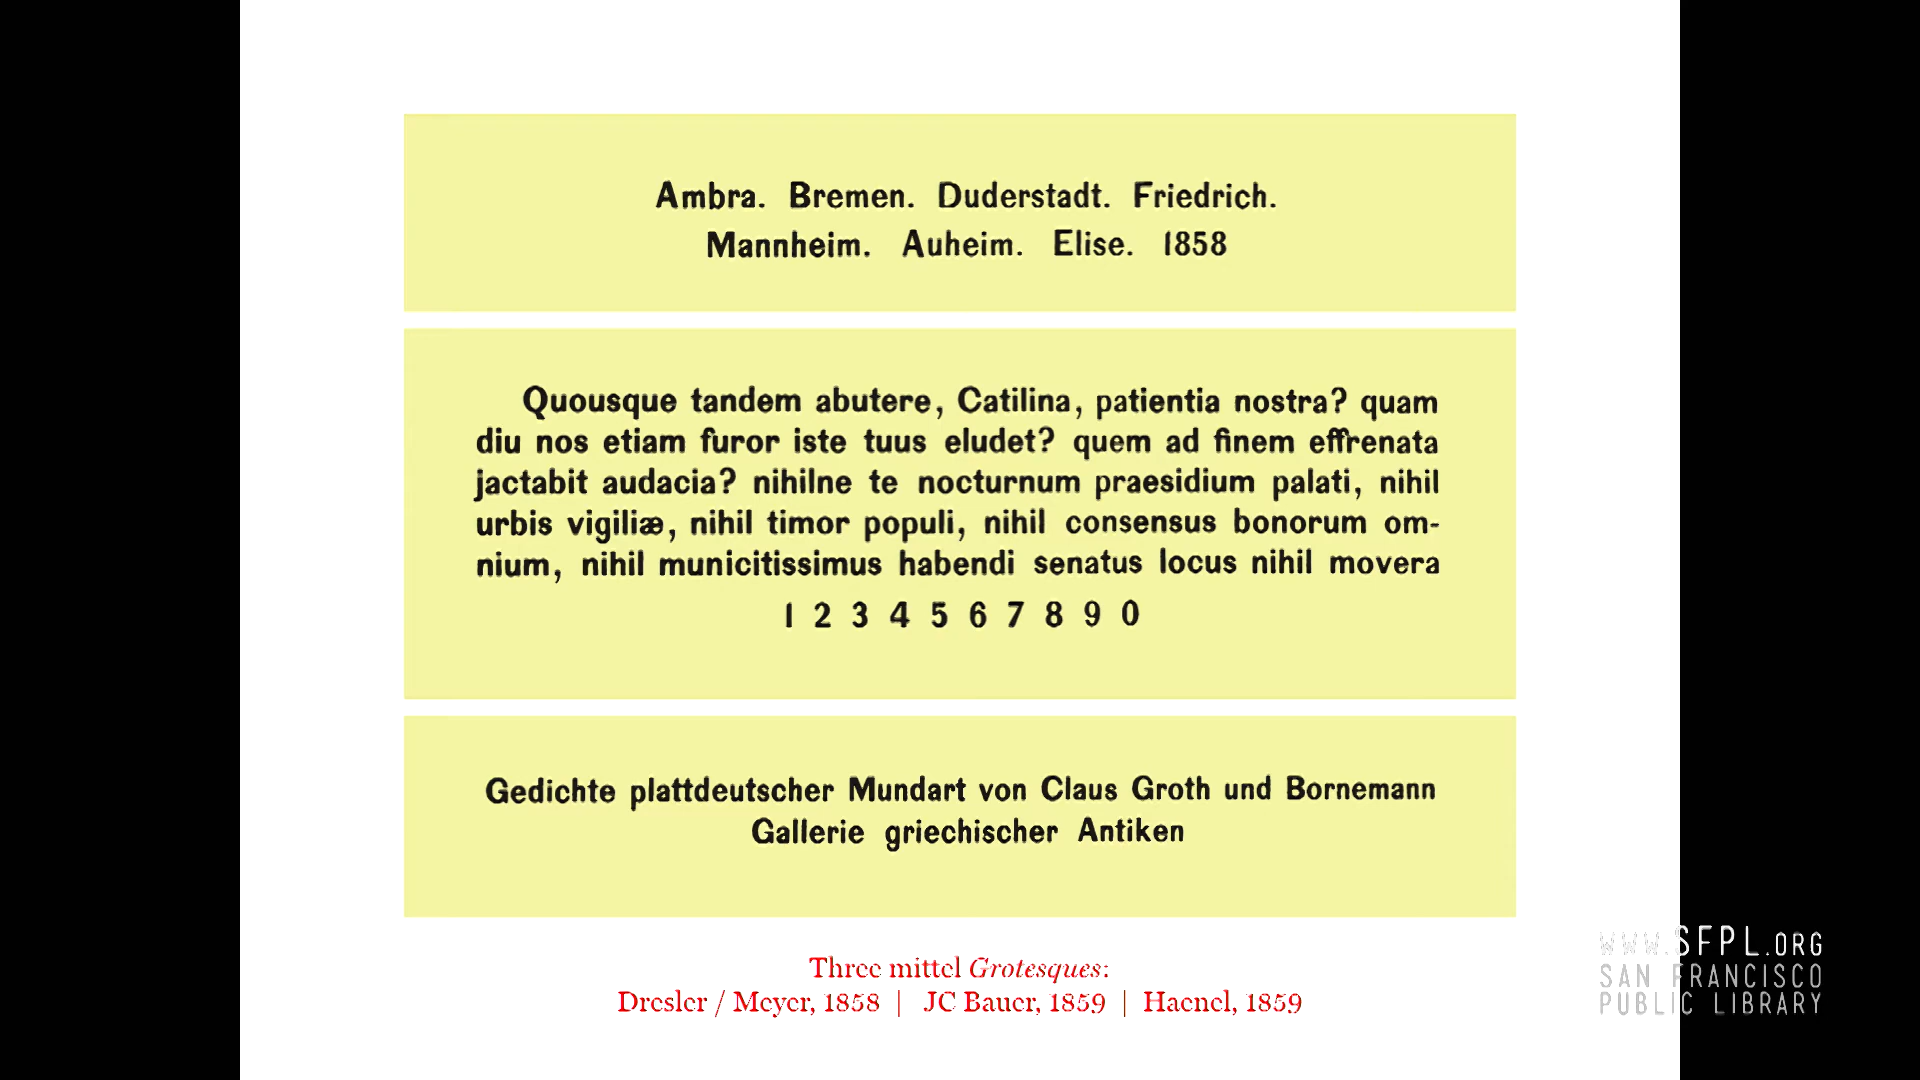 Ambra. Bremen. Duderstadt. Friedrich.
Mannheim. Auheim. Elise. 1858
Quousque tandem abutere, Catilina, patientia nostra? quam
diu nos etiam furor iste tuus eludet? quem ad finem effrenata
jactabit audacia? nihilne te nocturnum praesidium palati, nihil
urbis vigiliæ, nihil timor populi, nihil consensus bonorum om-
nium, nihil municitissimus habendi senatus locus nihil movera
1 2 3 4 5 6 7 8 9 0
Gedichte plattdeutscher Mundart von Claus Groth und Bornemann
Gallerie griechischer Antiken
Three mittel Grotesques:
Dresler / Meyer, 1858 | JC Bauer, 1859 | Haenel, 1859
WWW.SFPL.ORG
SAN FRANCISCO
PUBLIC LIBRARY